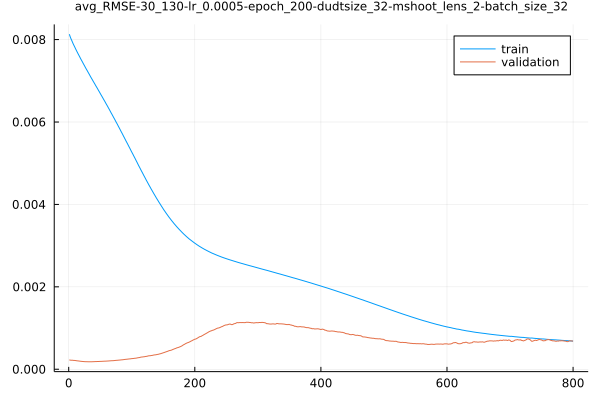 avg_RMSE-30_130-lr_0.0005-epoch_200-dudtsize_32-mshoot_lens_2-batch_size_32
train
validation
0.008
0.006
0.004
0.002
0.000
0 200 400 600 800